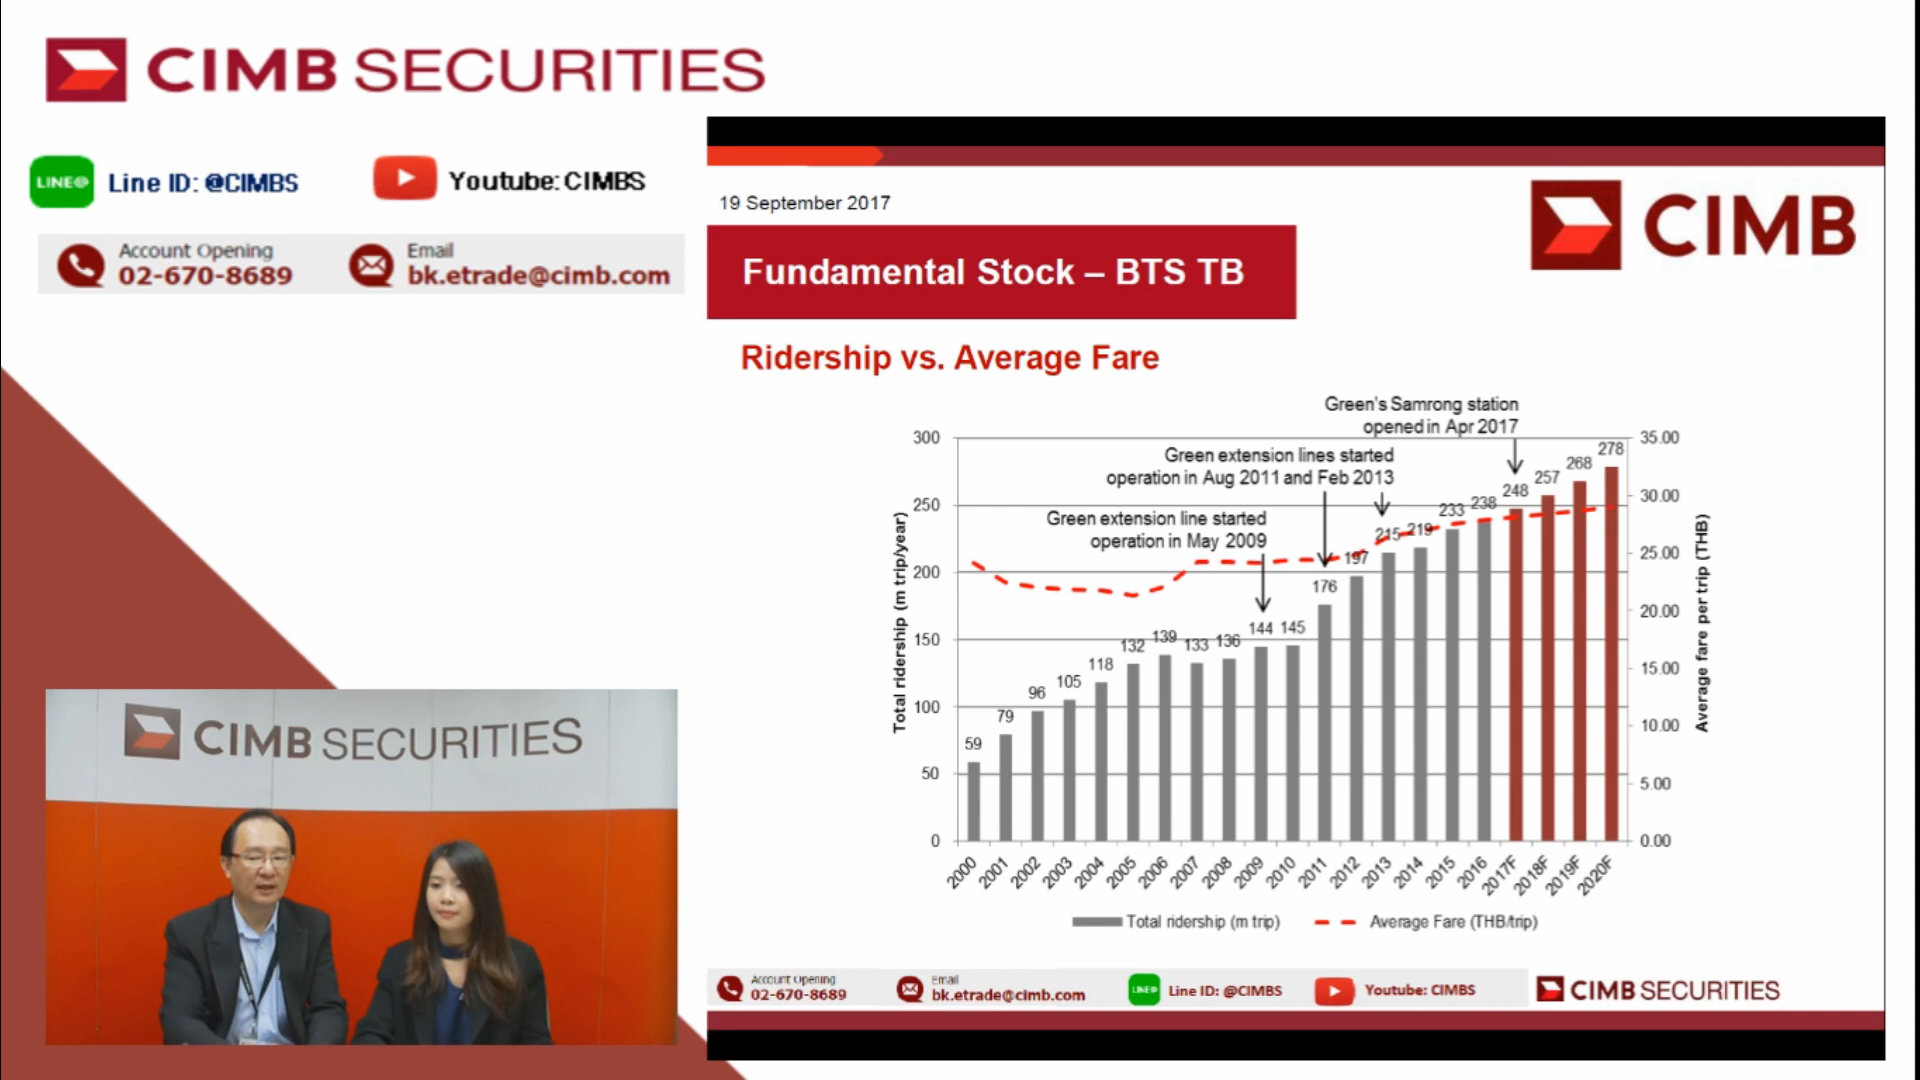 CIMB SECURITIES
LINE@
Line ID: @CIMBS
Youtube: CIMBS
Account Opening
02-670-8689
Email
bk.etrade@cimb.com
19 September 2017
CIMB
Fundamental Stock – BTS TB
Ridership vs. Average Fare
Green's Samrong station
opened in Apr 2017
Green extension lines started
operation in Aug 2011 and Feb 2013
Green extension line started
operation in May 2009
Total ridership (m trip/year)
300
250
200
150
100
50
0
59
79
96
105
118
132
139
133
136
144
145
176
197
215
219
233
238
248
257
268
278
35.00
30.00
25.00
20.00
15.00
10.00
5.00
0.00
Average fare per trip (THB)
2000
2001
2002
2003
2004
2005
2006
2007
2008
2009
2010
2011
2012
2013
2014
2015
2016
2017F
2018F
2019F
2020F
Total ridership (m trip)
Average Fare (THB/trip)
CIMB SECURITIES
Account Opening
02-670-8689
Email
bk.etrade@cimb.com
LINE@
Line ID: @CIMBS
Youtube: CIMBS
CIMB SECURITIES